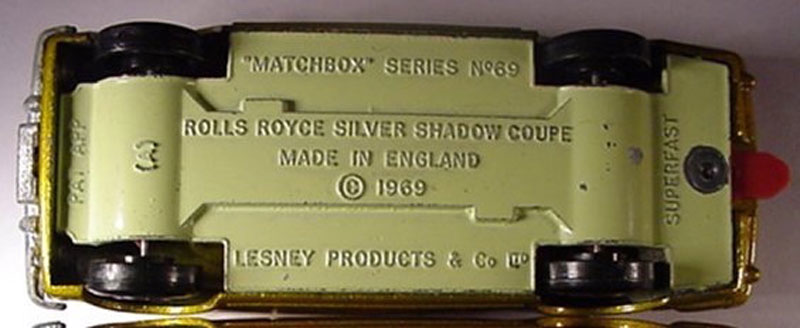 "MATCHBOX" SERIES No69
ROLLS ROYCE SILVER SHADOW COUPE
MADE IN ENGLAND
© 1969
LESNEY PRODUCTS & Co LTD
PAT APP
SUPERFAST